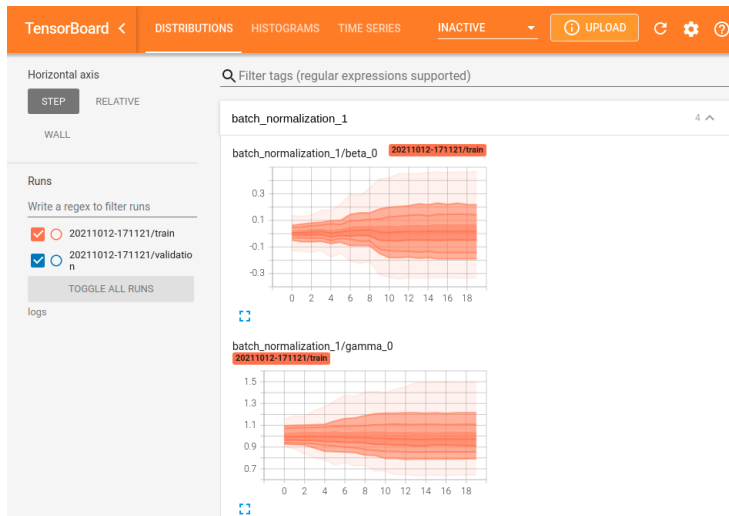 TensorBoard DISTRIBUTIONS HISTOGRAMS TIME SERIES INACTIVE UPLOAD
Horizontal axis
STEP RELATIVE
WALL
Runs
Write a regex to filter runs
20211012-171121/train
20211012-171121/validatio
n
TOGGLE ALL RUNS
logs
Filter tags (regular expressions supported)
batch_normalization_1 4
batch_normalization_1/beta_0 20211012-171121/train
0.3
0.1
-0.1
-0.3
0 2 4 6 8 10 12 14 16 18
batch_normalization_1/gamma_0
20211012-171121/train
1.5
1.3
1.1
0.9
0.7
0 2 4 6 8 10 12 14 16 18